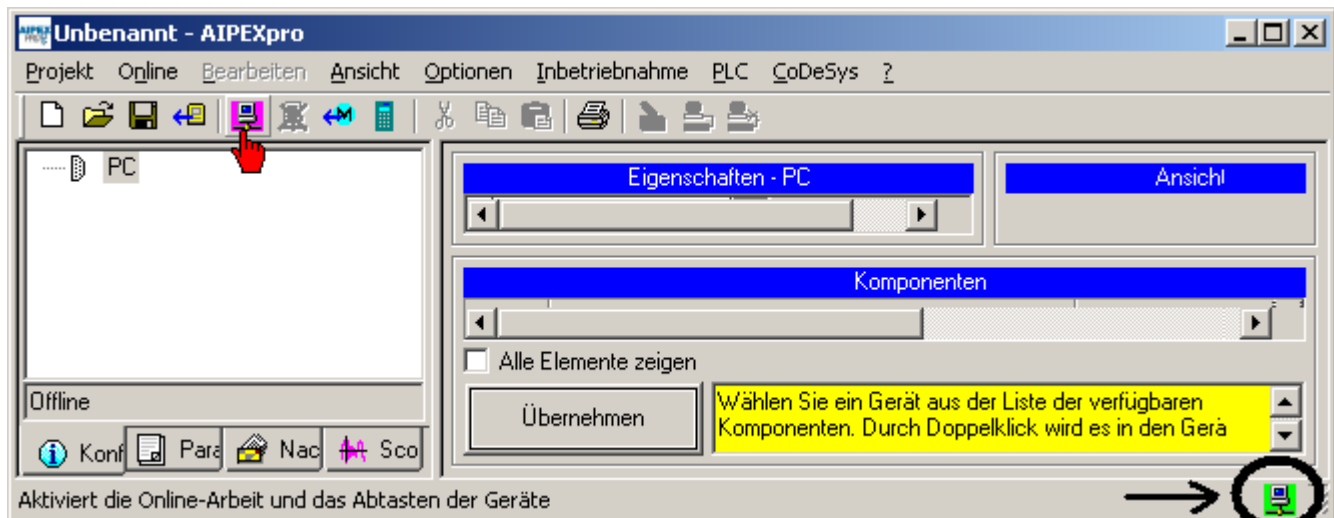 Unbenannt - AIPEXpro
Projekt Online Bearbeiten Ansicht Optionen Inbetriebnahme PLC CoDeSys ?
PC
Eigenschaften - PC
Ansicht
Komponenten
Alle Elemente zeigen
Offline
Übernehmen
Wählen Sie ein Gerät aus der Liste der verfügbaren
Komponenten. Durch Doppelklick wird es in den Gerä
Konf Para Nac Sco
Aktiviert die Online-Arbeit und das Abtasten der Geräte